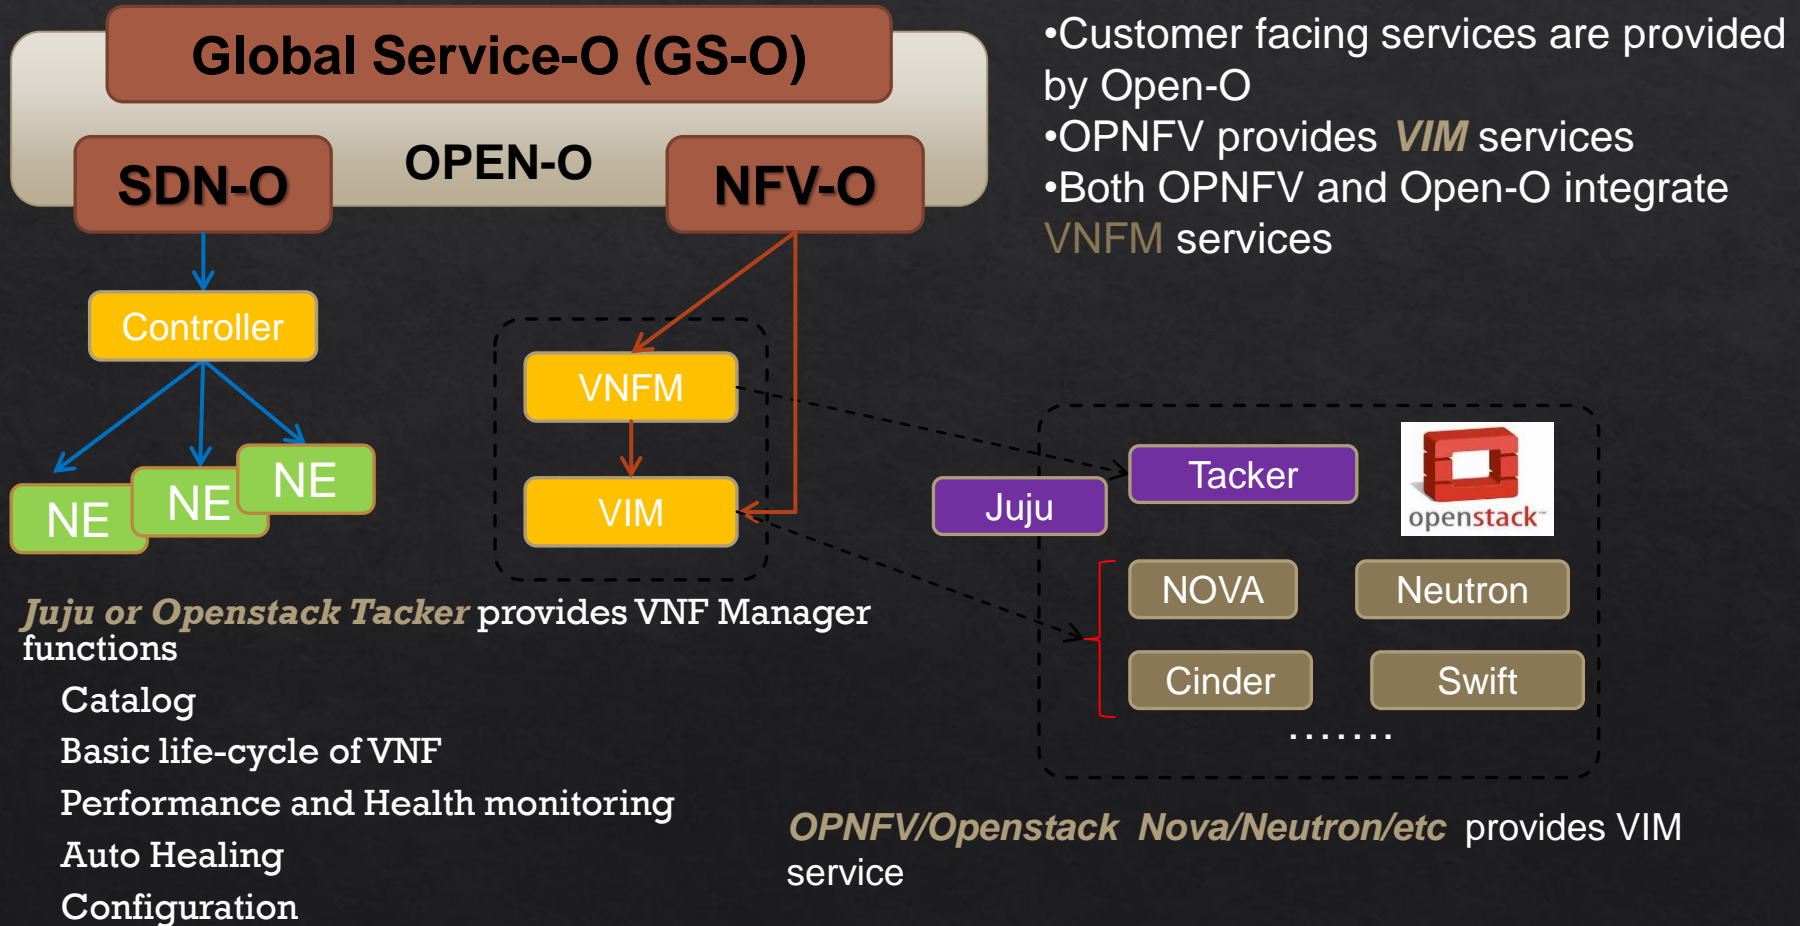 Global Service-O (GS-O)
OPEN-O
SDN-O
NFV-O
•Customer facing services are provided
by Open-O
•OPNFV provides VIM services
•Both OPNFV and Open-O integrate
VNFM services
Controller
NE
NE
NE
VNFM
VIM
Juju
Tacker
openstack™
NOVA
Neutron
Cinder
Swift
.......
Juju or Openstack Tacker provides VNF Manager
functions
Catalog
Basic life-cycle of VNF
Performance and Health monitoring
Auto Healing
Configuration
OPNFV/Openstack Nova/Neutron/etc provides VIM
service